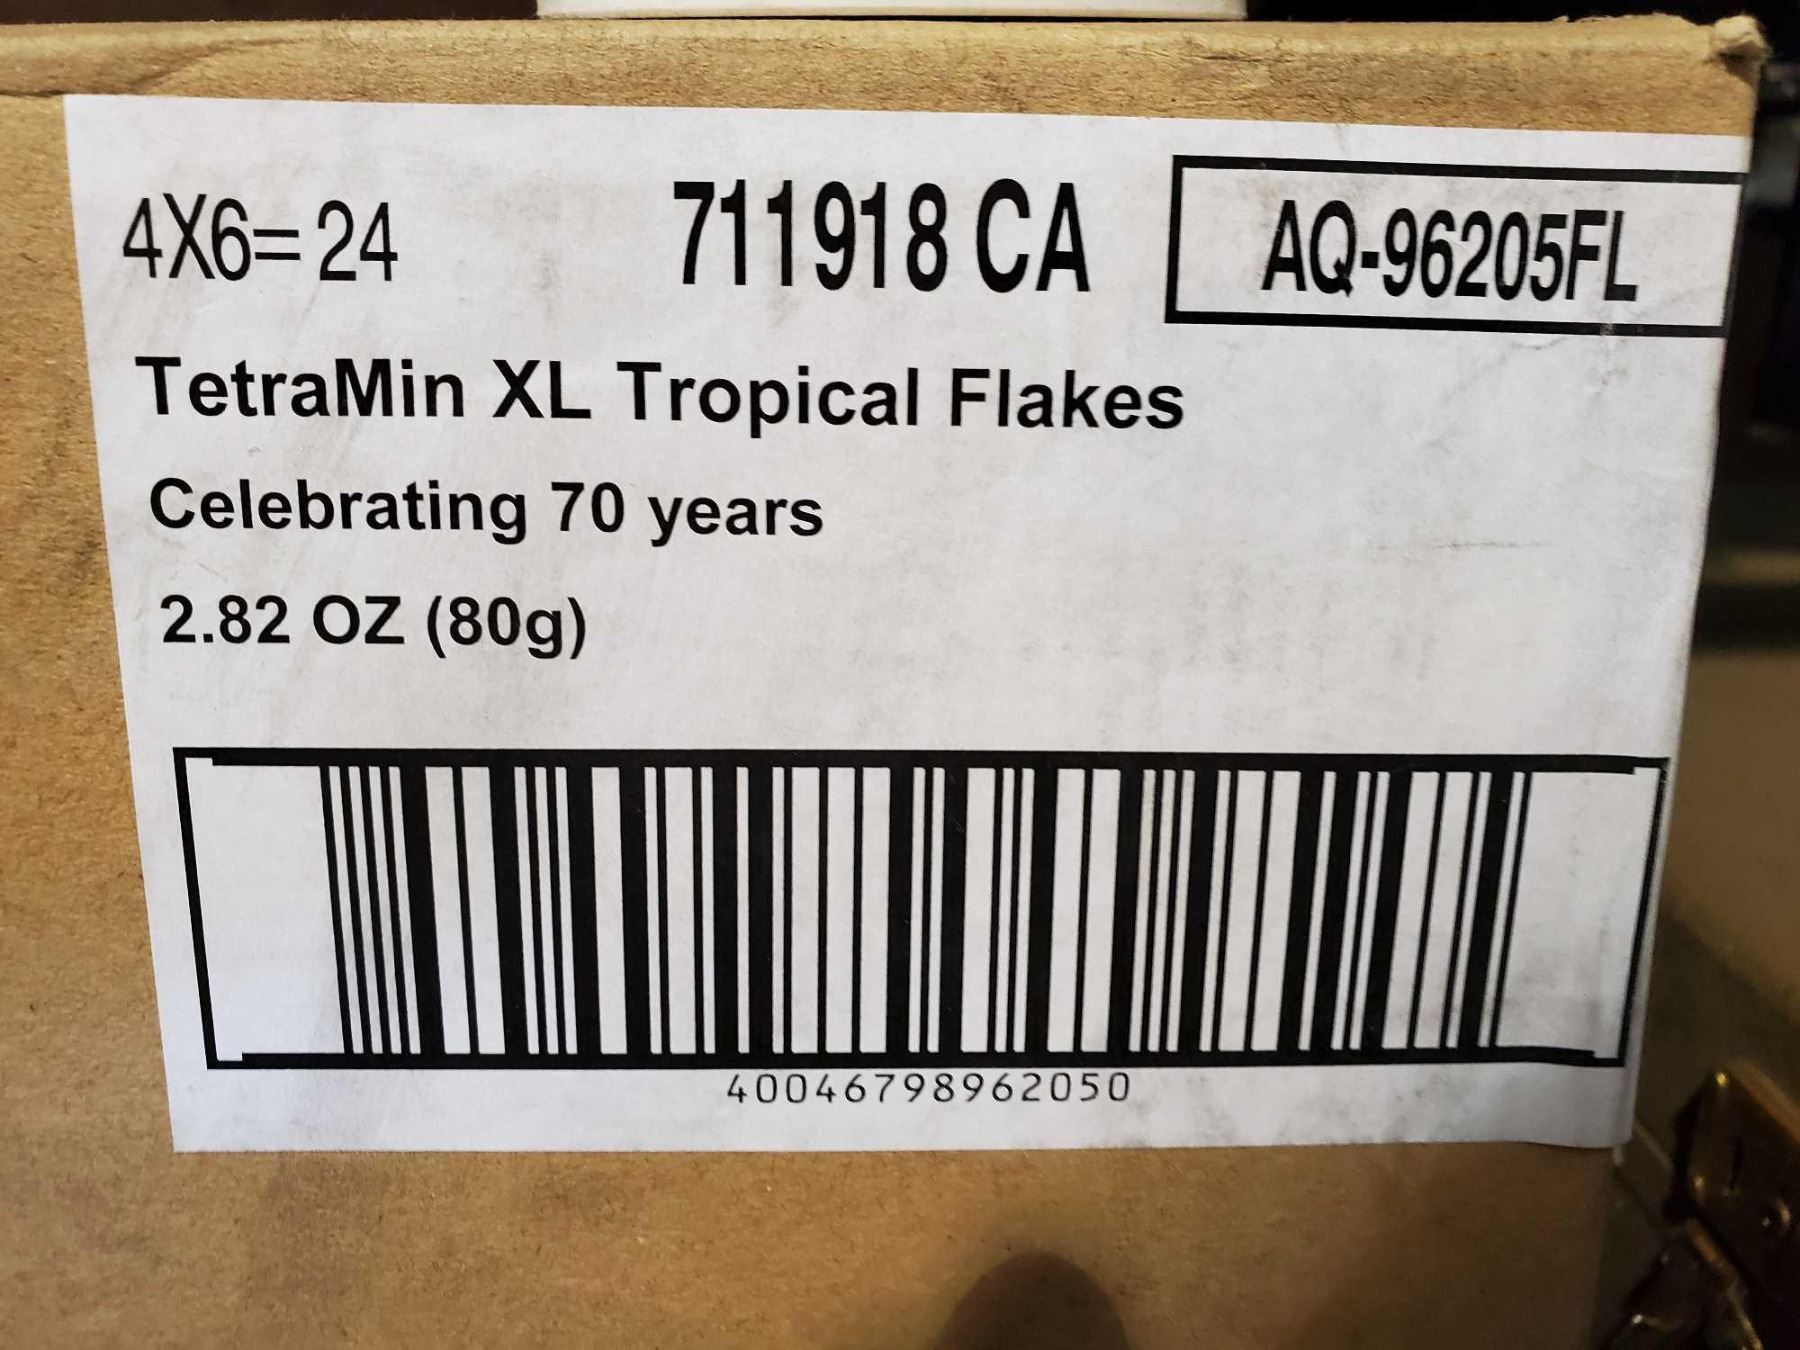 4X6=24 711918 CA AQ-96205FL
TetraMin XL Tropical Flakes
Celebrating 70 years
2.82 OZ (80g)
40046798962050